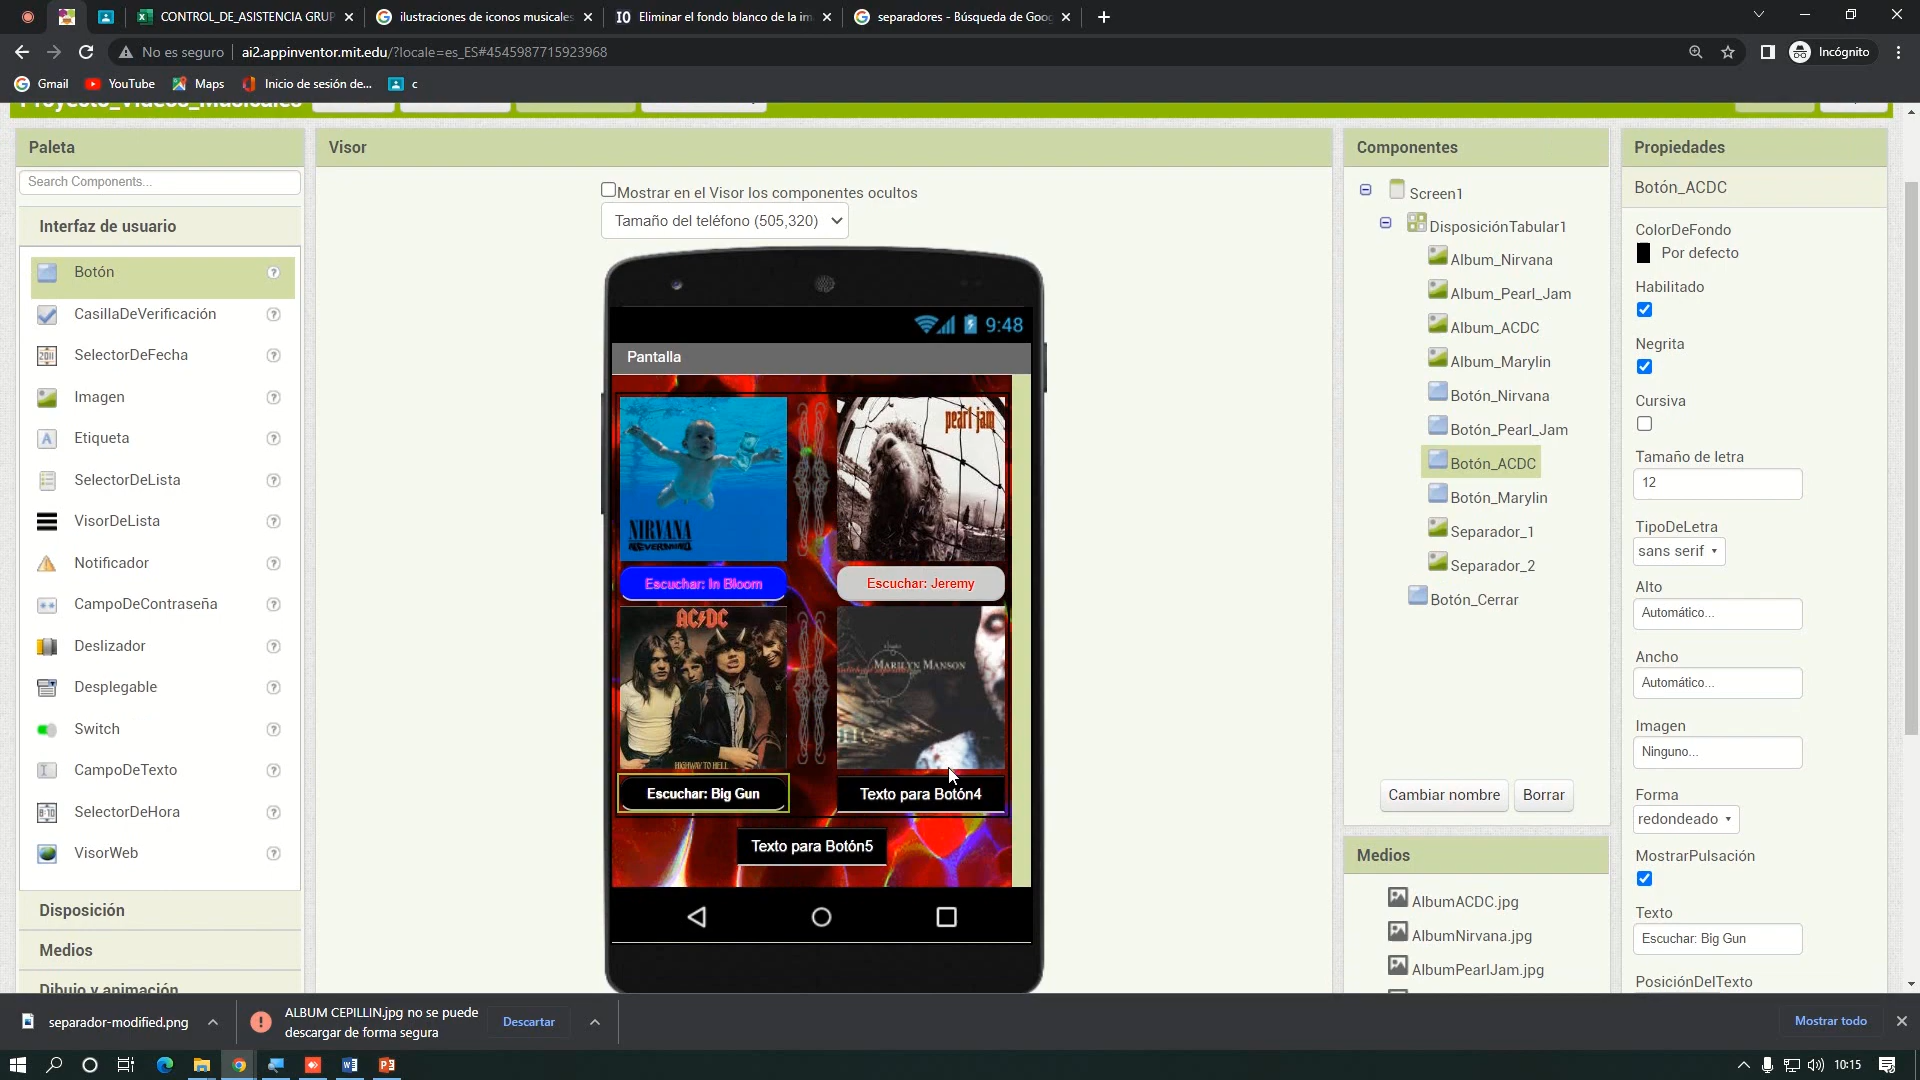 CONTROL_DE_ASISTENCIA GRUP
ilustraciones de iconos musicales
IO Eliminar el fondo blanco de la im
separadores - Búsqueda de Goog
No es seguro
ai2.appinventor.mit.edu/?locale=es_ES#4545987715923968
Incógnito
Gmail
YouTube
Maps
Inicio de sesión de...
c
Proyecto_Videos_Musicales
Paleta
Search Components...
Interfaz de usuario
Botón
CasillaDeVerificación
SelectorDeFecha
Imagen
Etiqueta
SelectorDeLista
VisorDeLista
Notificador
CampoDeContraseña
Deslizador
Desplegable
Switch
CampoDeTexto
SelectorDeHora
VisorWeb
Disposición
Medios
Dibujo y animación
Visor
Mostrar en el Visor los componentes ocultos
Tamaño del teléfono (505,320)
9:48
Pantalla
NIRVANA
NEVERMIND
pearl jam
Escuchar: In Bloom
Escuchar: Jeremy
AC/DC
HIGHWAY TO HELL
MARILYN MANSON
Escuchar: Big Gun
Texto para Botón4
Texto para Botón5
Componentes
Screen1
DisposiciónTabular1
Album_Nirvana
Album_Pearl_Jam
Album_ACDC
Album_Marylin
Botón_Nirvana
Botón_Pearl_Jam
Botón_ACDC
Botón_Marylin
Separador_1
Separador_2
Botón_Cerrar
Cambiar nombre
Borrar
Medios
AlbumACDC.jpg
AlbumNirvana.jpg
AlbumPearlJam.jpg
Propiedades
Botón_ACDC
ColorDeFondo
Por defecto
Habilitado
Negrita
Cursiva
Tamaño de letra
12
TipoDeLetra
sans serif
Alto
Automático...
Ancho
Automático...
Imagen
Ninguno...
Forma
redondeado
MostrarPulsación
Texto
Escuchar: Big Gun
PosiciónDelTexto
separador-modified.png
ALBUM CEPILLIN.jpg no se puede
descargar de forma segura
Descartar
Mostrar todo
10:15